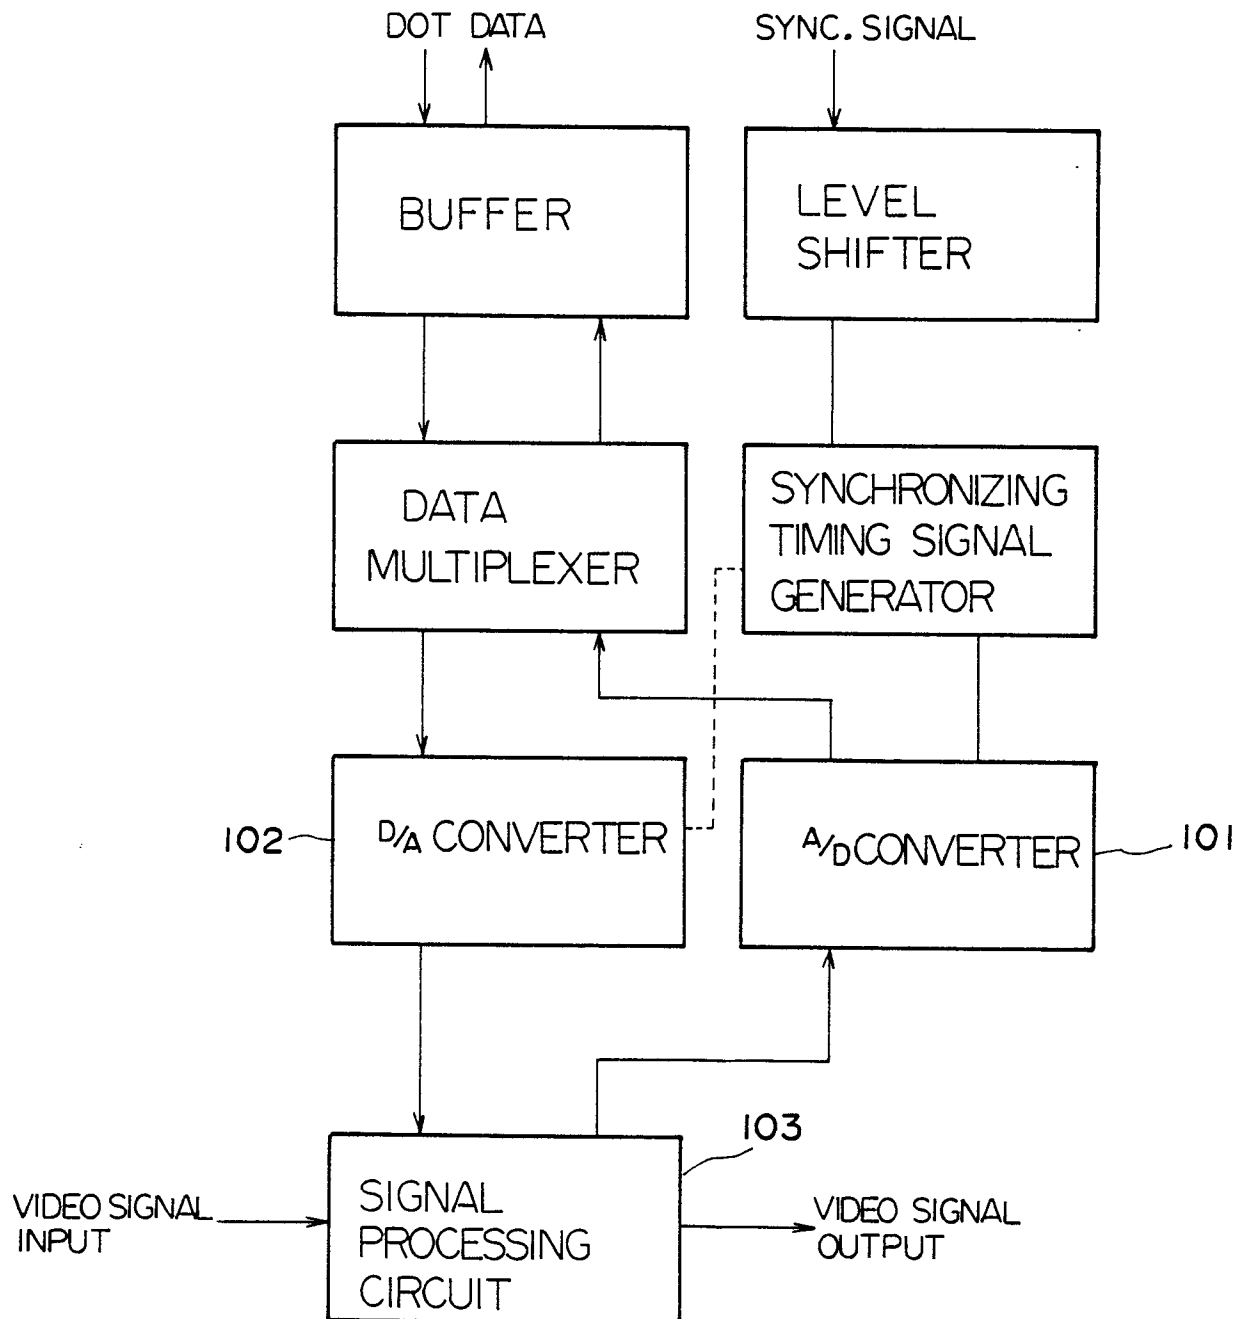 DOT DATA
SYNC. SIGNAL
BUFFER
LEVEL
SHIFTER
DATA
MULTIPLEXER
SYNCHRONIZING
TIMING SIGNAL
GENERATOR
102
D/A CONVERTER
A/D CONVERTER
101
103
VIDEO SIGNAL
INPUT
SIGNAL
PROCESSING
CIRCUIT
VIDEO SIGNAL
OUTPUT